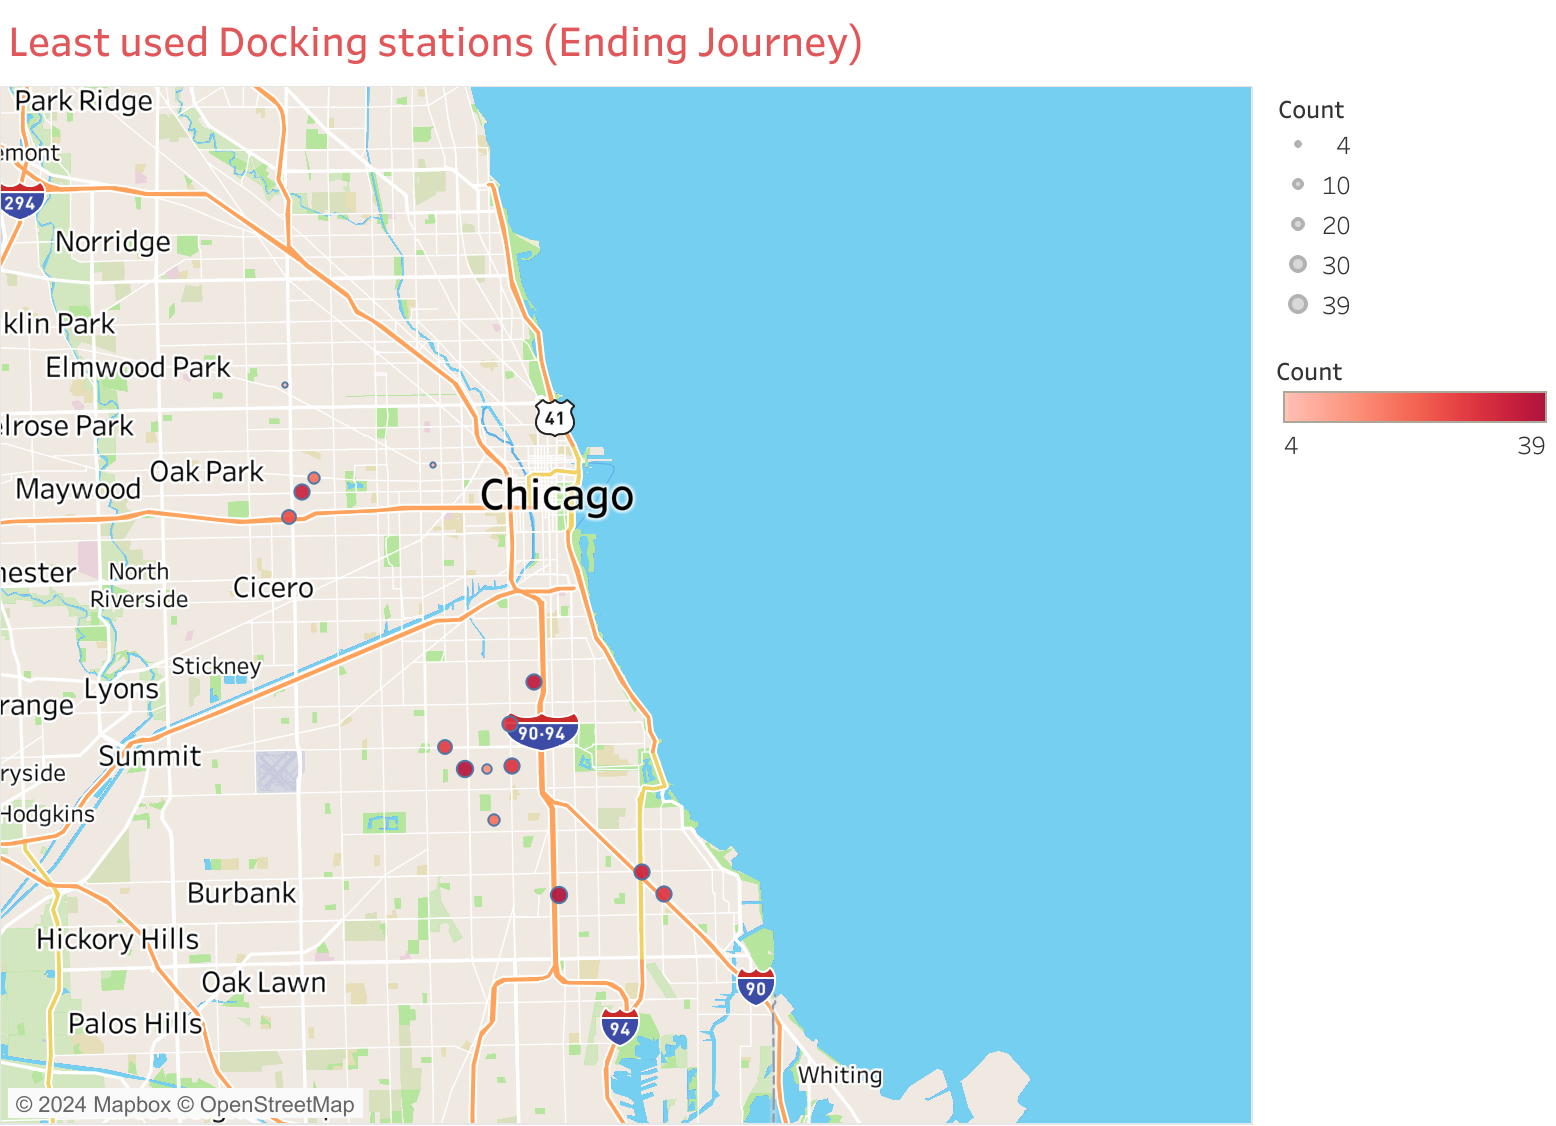 Least used Docking stations (Ending Journey)
Park Ridge
emont
294
Norridge
klin Park
Elmwood Park
41
elrose Park
Oak Park
Maywood
Chicago
North
Riverside
Cicero
Stickney
Lyons
range
90-94
Summit
ryside
Hodgkins
Burbank
Hickory Hills
Oak Lawn
90
Palos Hills
94
Whiting
© 2024 Mapbox © OpenStreetMap
Count
4
10
20
30
39
Count
4
39